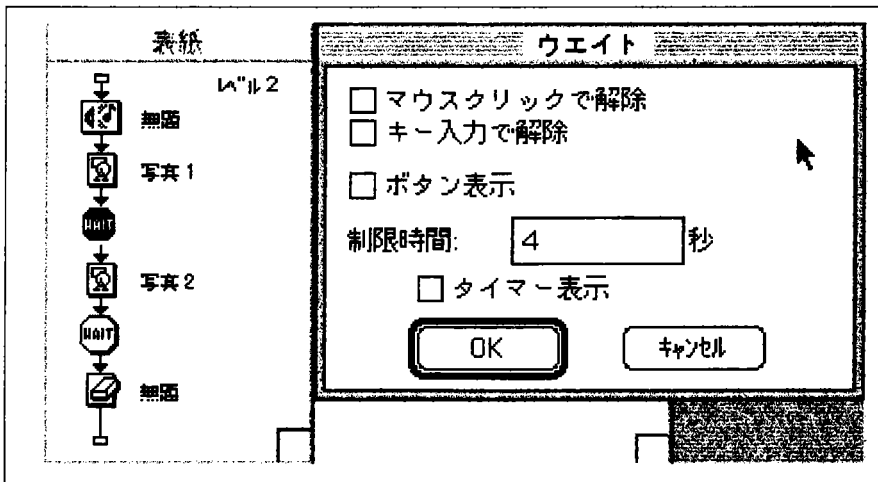 表紙
レベル2
無題
写真1
WAIT
写真2
WAIT
無題
ウエイト
マウスクリックで解除
キー入力で解除
ボタン表示
制限時間: 4 秒
タイマー表示
OK キャンセル